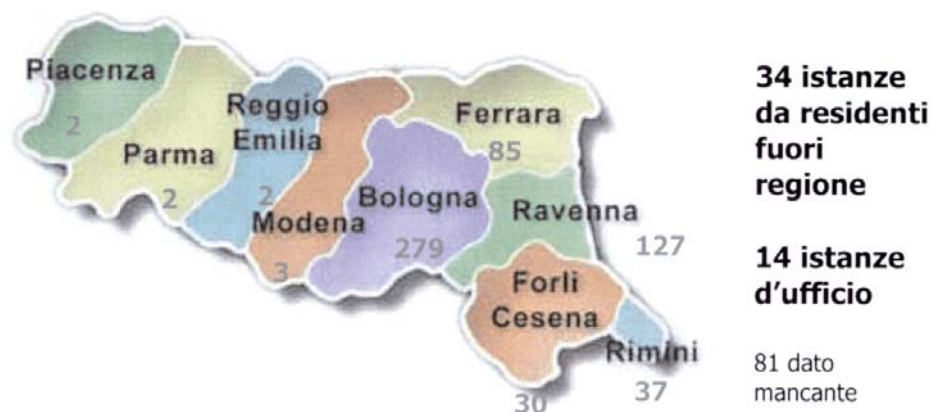 Piacenza
2
Parma
2
Reggio
Emilia
2
Modena
3
Bologna
279
Ferrara
85
Ravenna
127
Forli
Cesena
30
Rimini
37
34 istanze
da residenti
fuori
regione
14 istanze
d'ufficio
81 dato
mancante